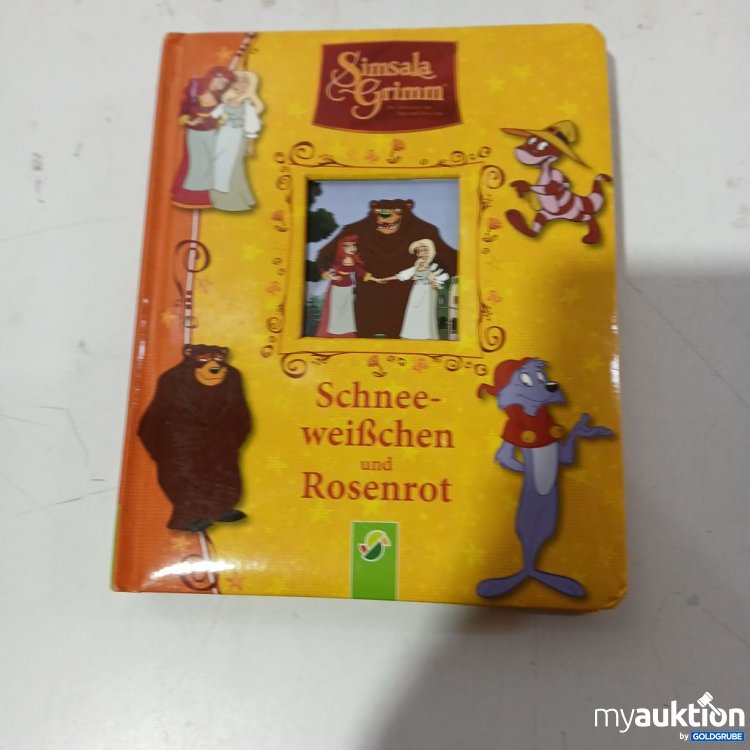 Simsala
Grimm
Schnee-
weißchen
und
Rosenrot
myauktion
by GOLDGRUBE